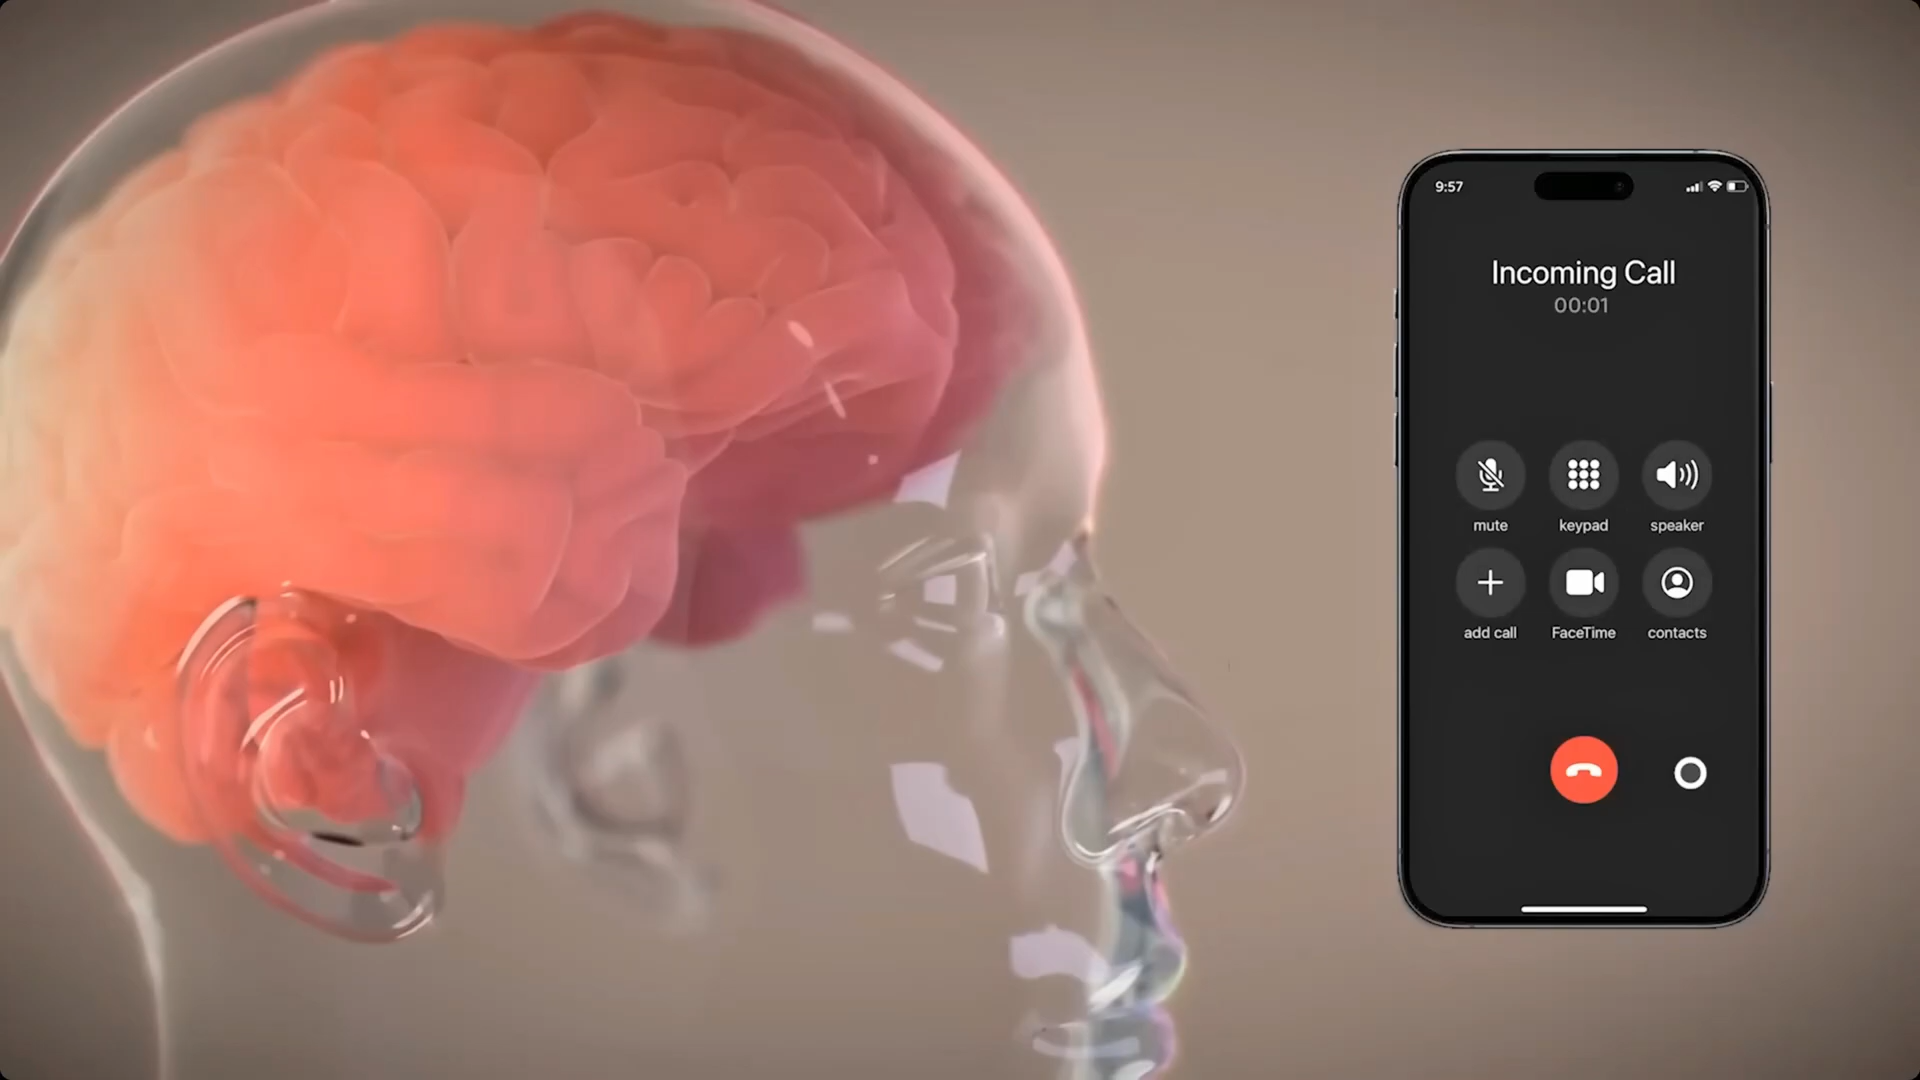 9:57
Incoming Call
00:01
mute
keypad
speaker
add call
FaceTime
contacts